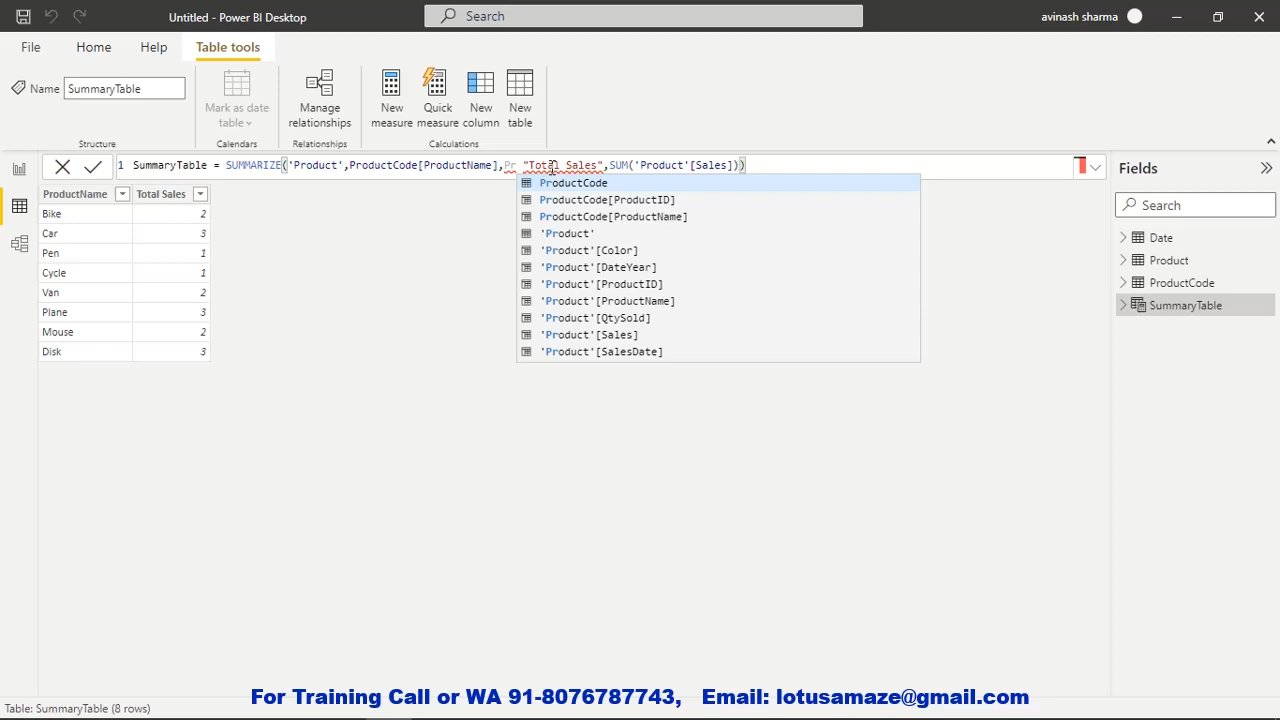 Untitled - Power BI Desktop
Search
avinash sharma
File
Home
Help
Table tools
Name
SummaryTable
Mark as date
table
Manage
relationships
New
measure
Quick
measure
New
column
New
table
Structure
Calendars
Relationships
Calculations
1 SummaryTable = SUMMARIZE('Product',ProductCode[ProductName],Pr "Total Sales",SUM('Product'[Sales]))
ProductName Total Sales
Bike 2
Car 3
Pen 1
Cycle 1
Van 2
Plane 3
Mouse 2
Disk 3
ProductCode
ProductCode[ProductID]
ProductCode[ProductName]
'Product'
'Product'[Color]
'Product'[DateYear]
'Product'[ProductID]
'Product'[ProductName]
'Product'[QtySold]
'Product'[Sales]
'Product'[SalesDate]
Fields
Search
Date
Product
ProductCode
SummaryTable
For Training Call or WA 91-8076787743, Email: lotusamaze@gmail.com
Table: SummaryTable (8 rows)